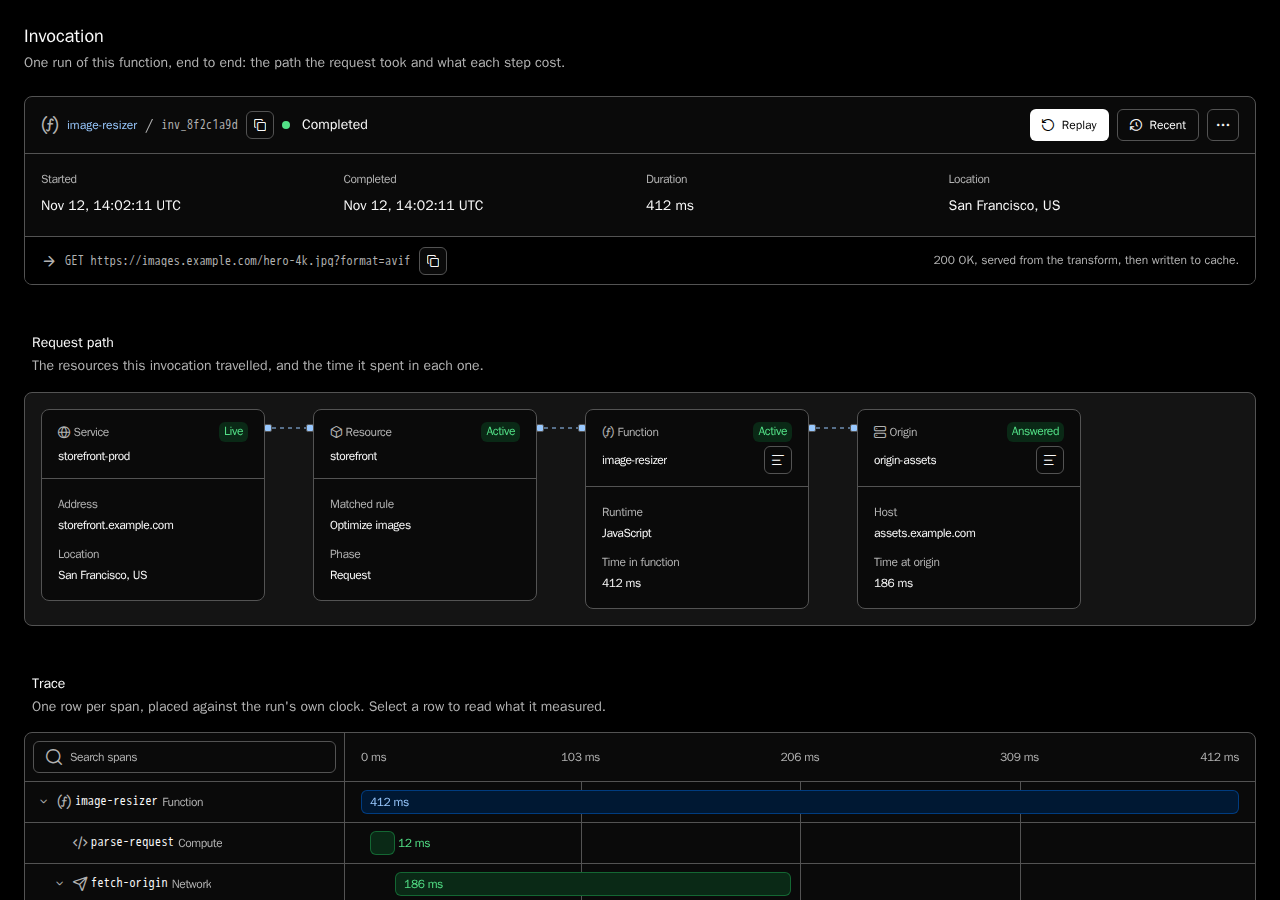 Invocation
One run of this function, end to end: the path the request took and what each step cost.
image-resizer / inv_8f2c1a9d Completed Replay Recent
Started Completed Duration Location
Nov 12, 14:02:11 UTC Nov 12, 14:02:11 UTC 412 ms San Francisco, US
GET https://images.example.com/hero-4k.jpg?format=avif 200 OK, served from the transform, then written to cache.
Request path
The resources this invocation travelled, and the time it spent in each one.
Service Live
storefront-prod
Address
storefront.example.com
Location
San Francisco, US
Resource Active
storefront
Matched rule
Optimize images
Phase
Request
Function Active
image-resizer
Runtime
JavaScript
Time in function
412 ms
Origin Answered
origin-assets
Host
assets.example.com
Time at origin
186 ms
Trace
One row per span, placed against the run's own clock. Select a row to read what it measured.
Search spans 0 ms 103 ms 206 ms 309 ms 412 ms
image-resizer Function 412 ms
parse-request Compute 12 ms
fetch-origin Network 186 ms